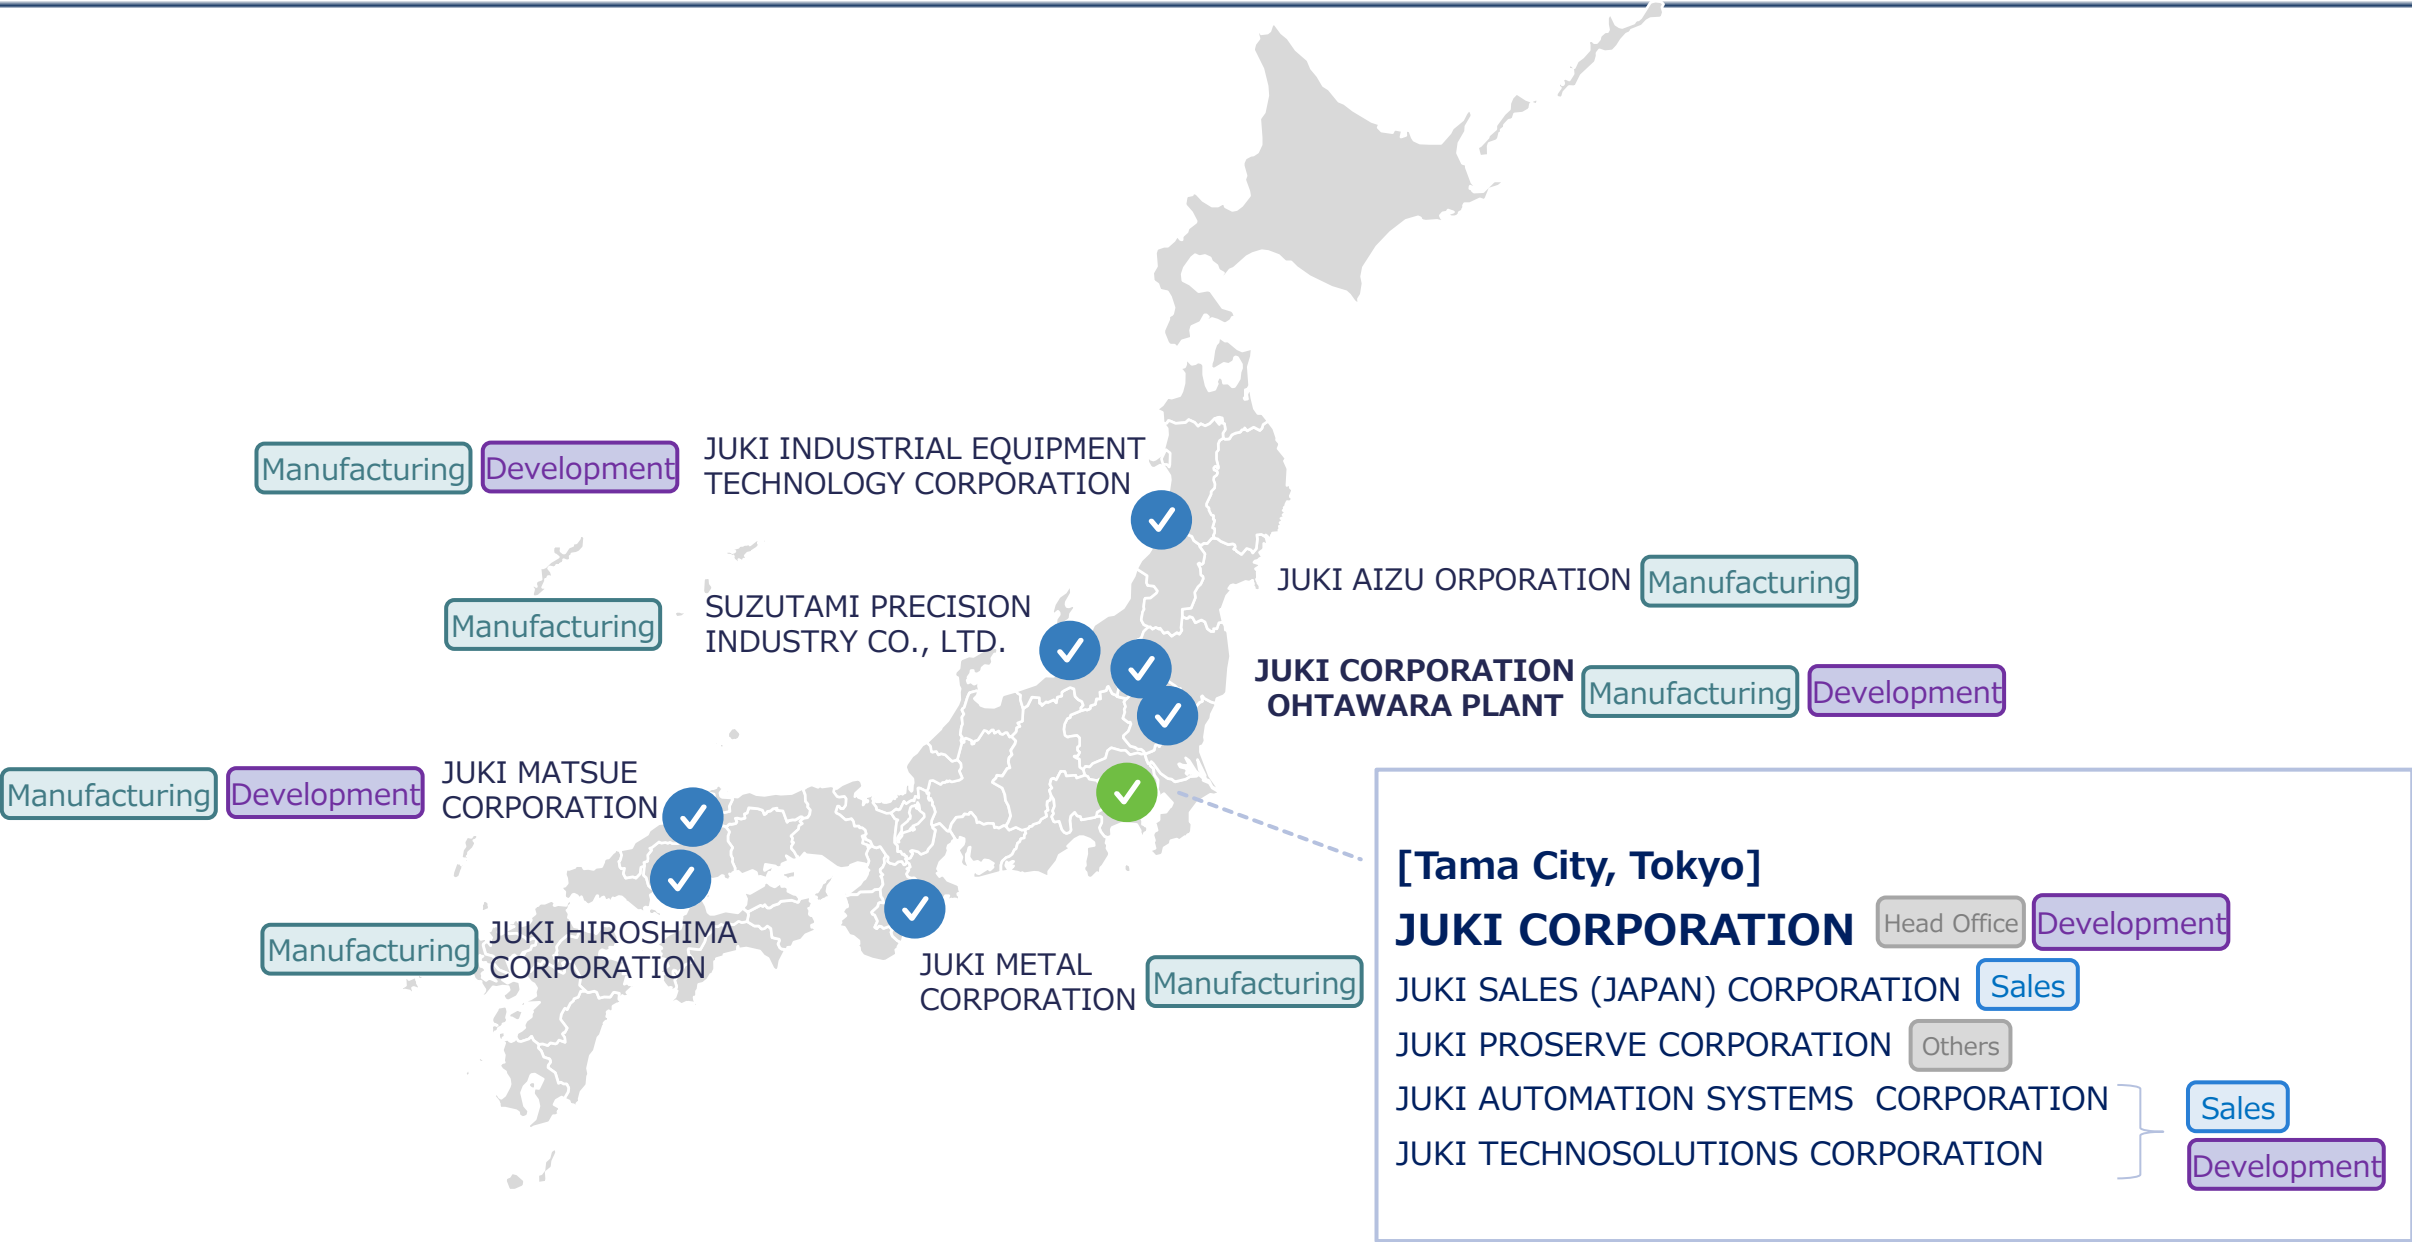 Manufacturing Development JUKI INDUSTRIAL EQUIPMENT
TECHNOLOGY CORPORATION
JUKI AIZU ORPORATION Manufacturing
Manufacturing SUZUTAMI PRECISION
INDUSTRY CO., LTD.
JUKI CORPORATION
OHTAWARA PLANT Manufacturing Development
Manufacturing Development JUKI MATSUE
CORPORATION
Manufacturing JUKI HIROSHIMA
CORPORATION
JUKI METAL
CORPORATION Manufacturing
[Tama City, Tokyo]
JUKI CORPORATION Head Office Development
JUKI SALES (JAPAN) CORPORATION Sales
JUKI PROSERVE CORPORATION Others
JUKI AUTOMATION SYSTEMS CORPORATION Sales
JUKI TECHNOSOLUTIONS CORPORATION Development